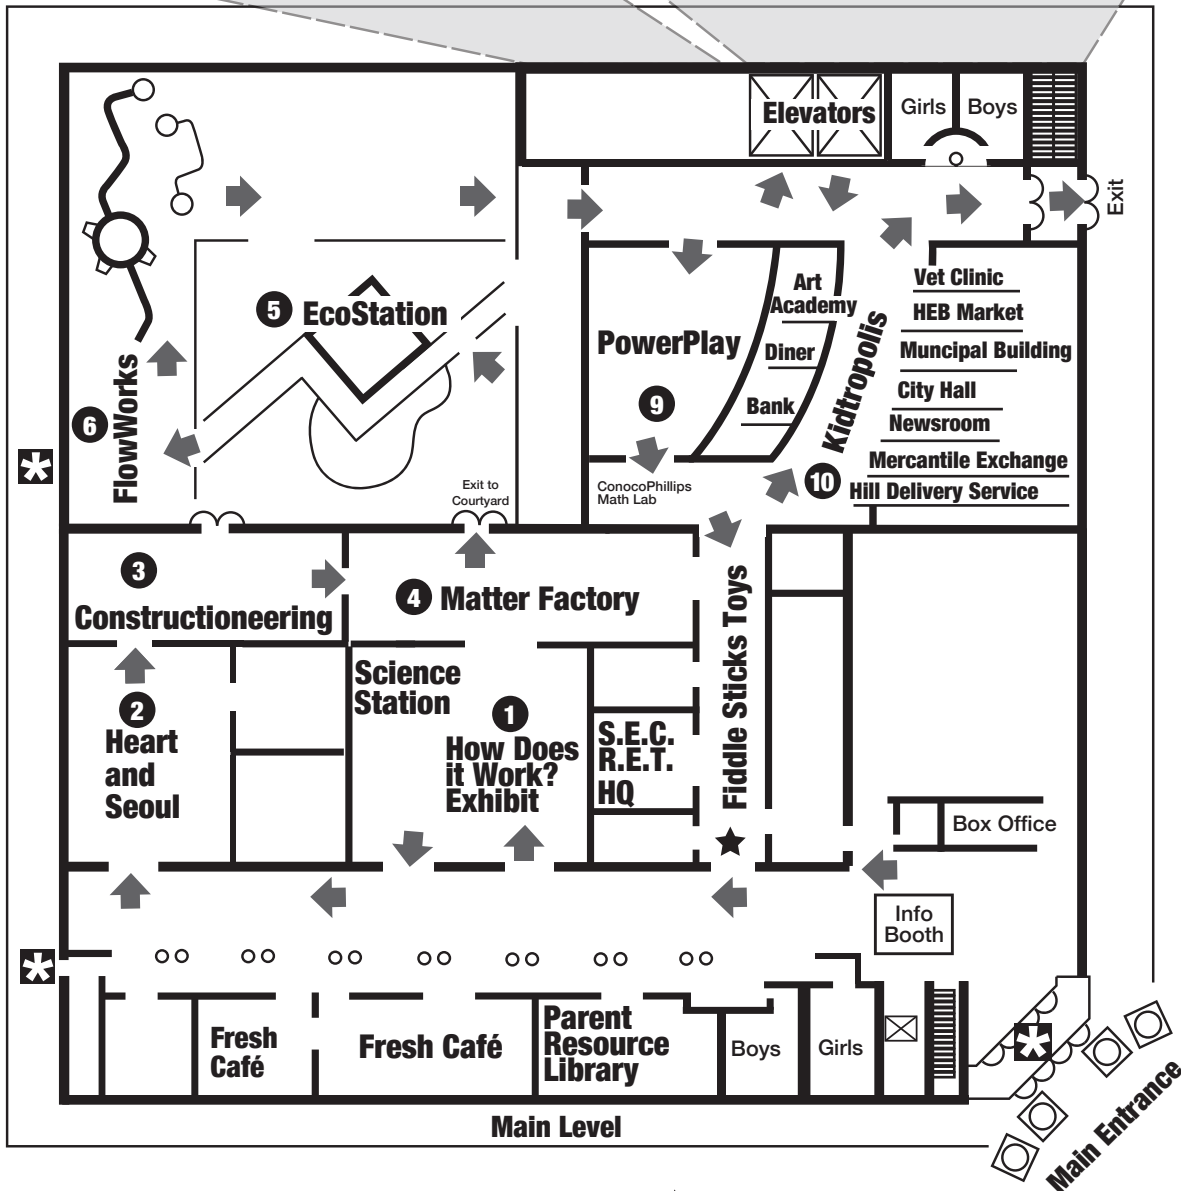 Elevators
Girls
Boys
Exit
Vet Clinic
HEB Market
Muncipal Building
City Hall
Newsroom
Mercantile Exchange
Hill Delivery Service
Art
Academy
Diner
Bank
Kidtropolis
10
PowerPlay
9
ConocoPhillips
Math Lab
5 EcoStation
6
FlowWorks
Exit to
Courtyard
3
Constructioneering
4 Matter Factory
Science
Station
1
How Does
it Work?
Exhibit
2
Heart
and
Seoul
S.E.C.
R.E.T.
HQ
Fiddle Sticks Toys
Box Office
Info
Booth
Fresh
Café
Fresh Café
Parent
Resource
Library
Boys
Girls
Main Level
Main Entrance